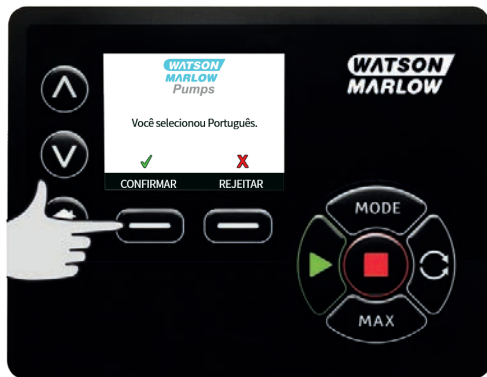 WATSON
MARLOW
Pumps
Você selecionou Português.
CONFIRMAR
REJEITAR
WATSON
MARLOW
MODE
MAX